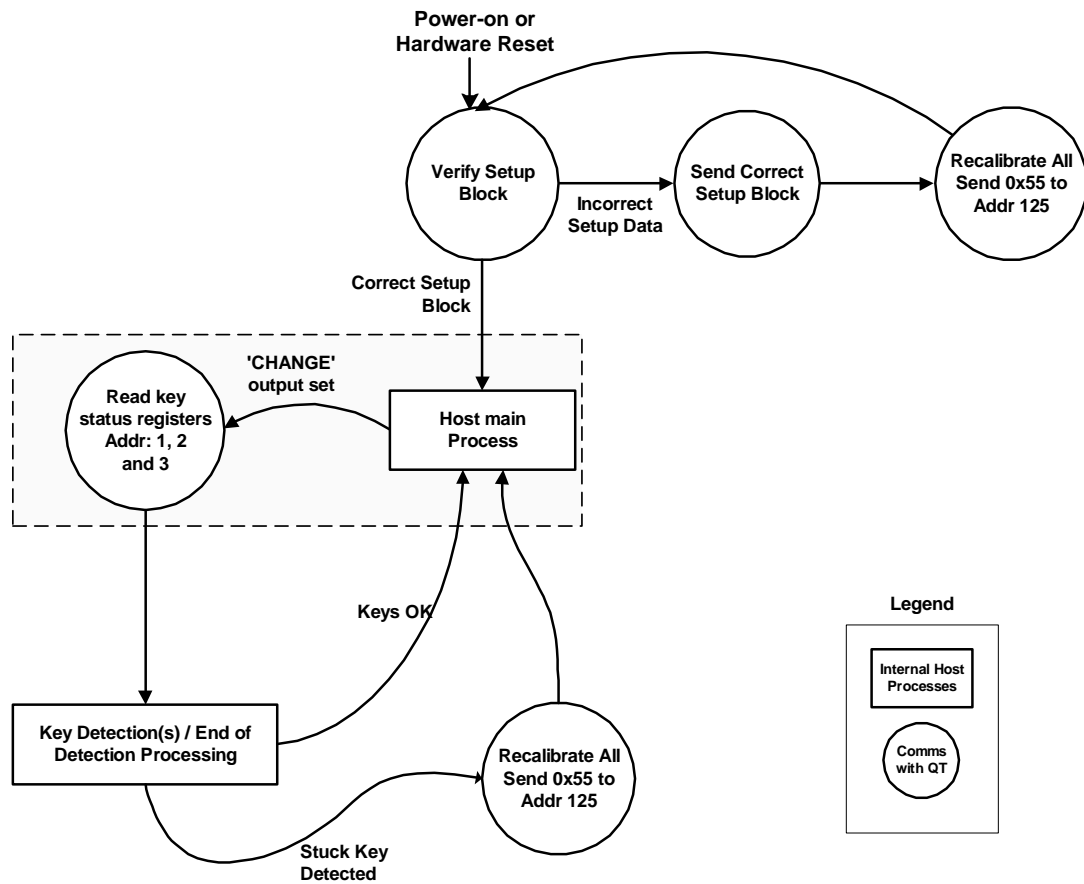 Power-on or
Hardware Reset
Verify Setup
Block
Incorrect
Setup Data
Send Correct
Setup Block
Recalibrate All
Send 0x55 to
Addr 125
Correct Setup
Block
'CHANGE'
output set
Read key
status registers
Addr: 1, 2
and 3
Host main
Process
Keys OK
Key Detection(s) / End of
Detection Processing
Recalibrate All
Send 0x55 to
Addr 125
Stuck Key
Detected
Legend
Internal Host
Processes
Comms
with QT